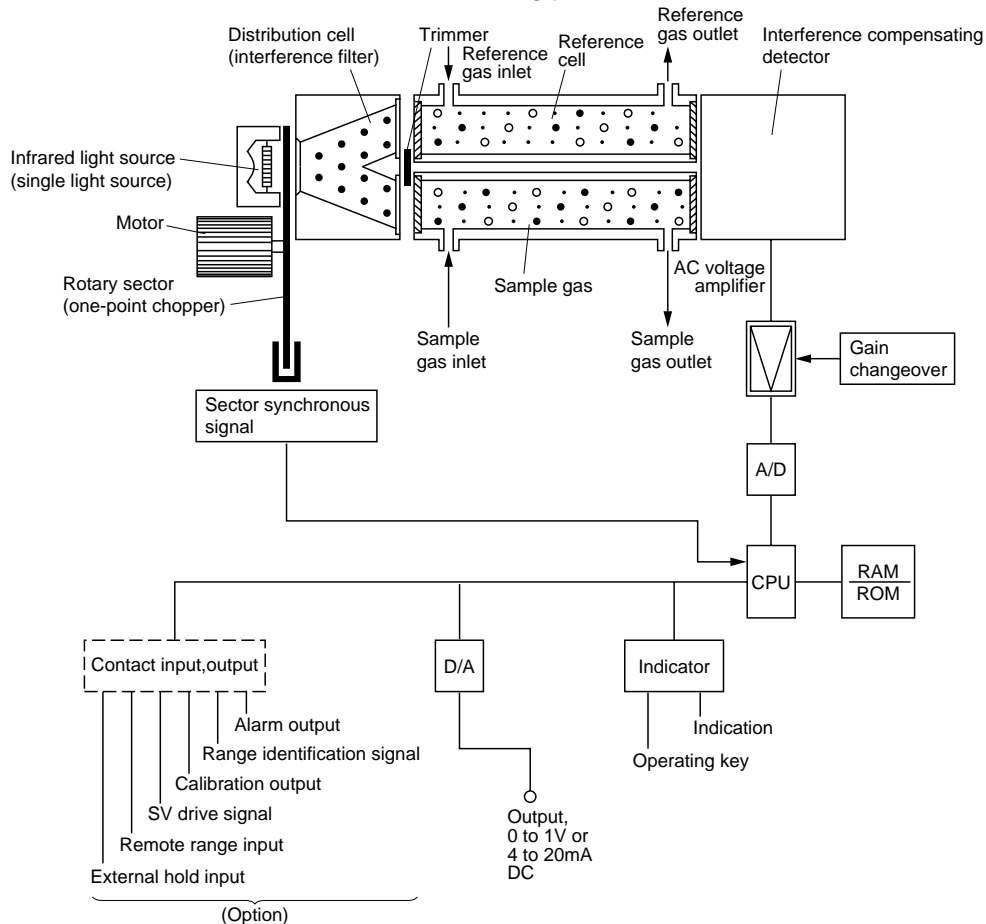 Distribution cell
(interference filter)
Trimmer
Reference
gas inlet
Reference
cell
Reference
gas outlet
Interference compensating
detector
Infrared light source
(single light source)
Motor
Rotary sector
(one-point chopper)
Sample gas
AC voltage
amplifier
Sample
gas inlet
Sample
gas outlet
Gain
changeover
Sector synchronous
signal
A/D
CPU
RAM
ROM
Contact input,output
D/A
Indicator
Alarm output
Range identification signal
Calibration output
SV drive signal
Remote range input
External hold input
(Option)
Indication
Operating key
Output,
0 to 1V or
4 to 20mA
DC